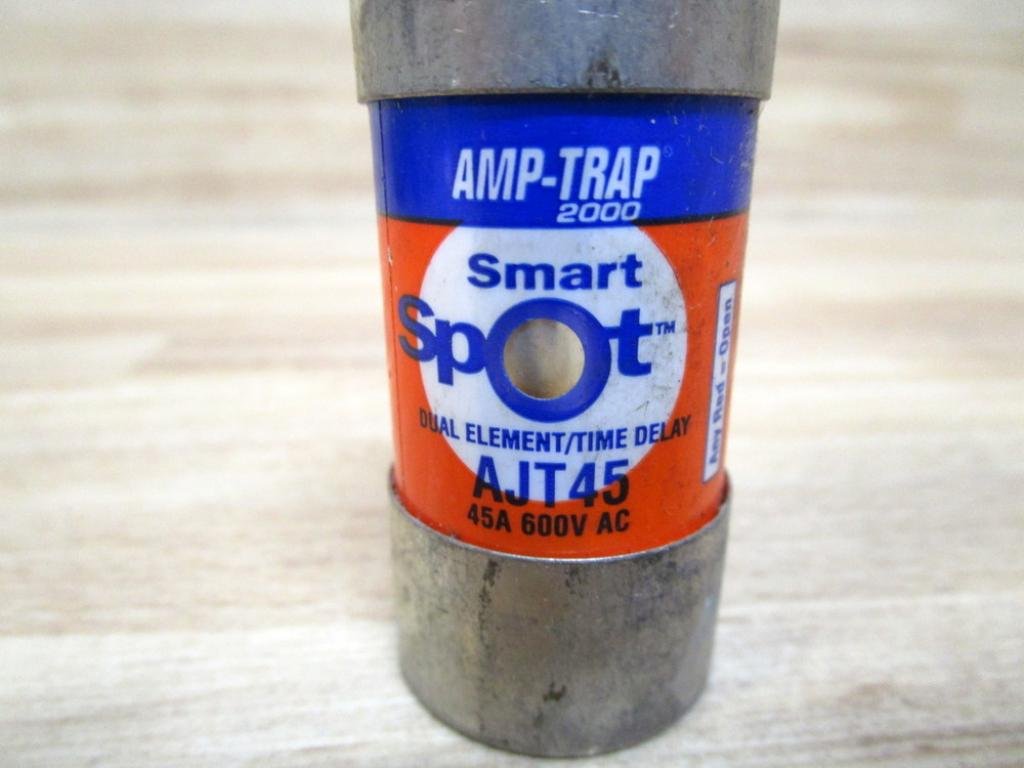 AMP-TRAP®
2000
Smart
Spot™
DUAL ELEMENT/TIME DELAY
AJT45
45A 600V AC
Any Red - Open